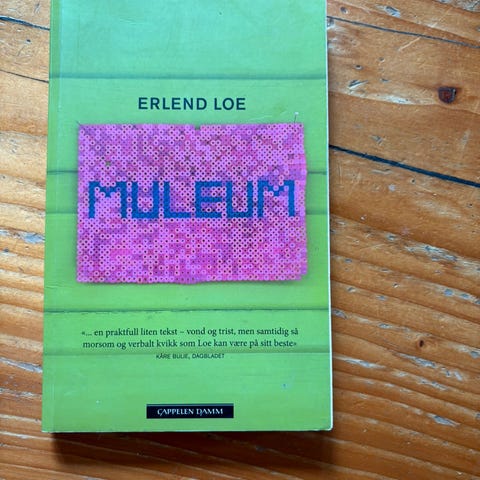 ERLEND LOE
MULEUM
«... en praktfull liten tekst – vond og trist, men samtidig så
morsom og verbalt kvikk som Loe kan være på sitt beste»
KÅRE BULIE, DAGBLADET
CAPPELEN DAMM